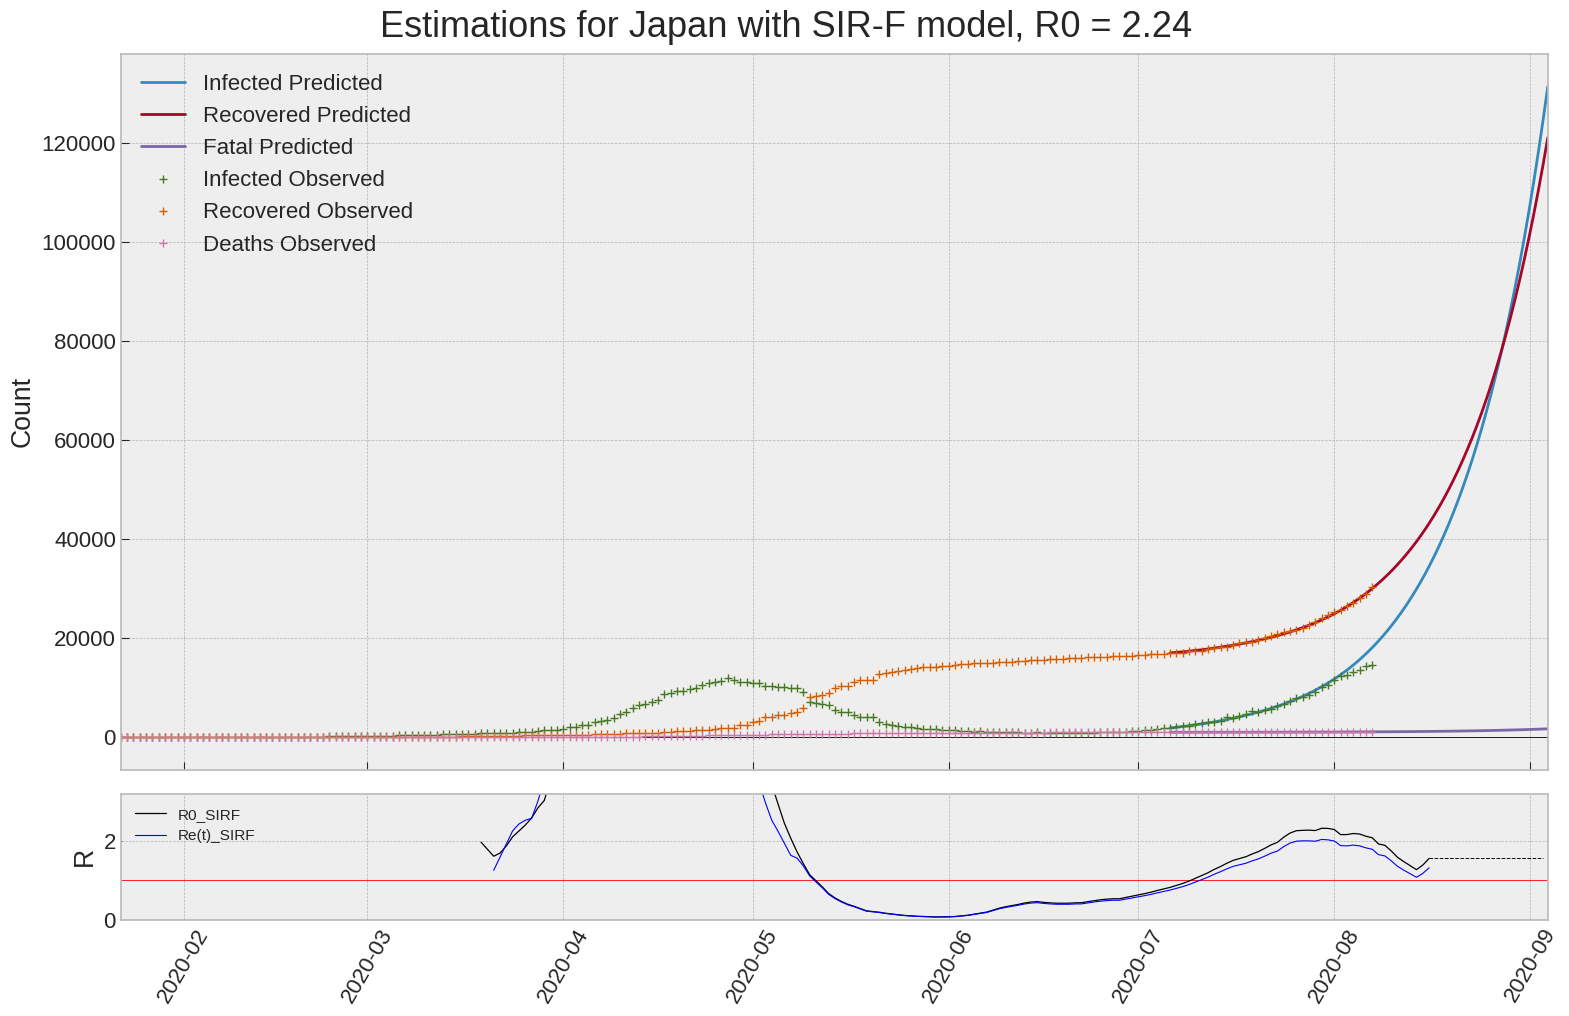 Estimations for Japan with SIR-F model, R0 = 2.24
Infected Predicted
Recovered Predicted
Fatal Predicted
Infected Observed
Recovered Observed
Deaths Observed
120000
100000
80000
60000
40000
20000
0
Count
R0_SIRF
Re(t)_SIRF
2
0
R
2020-02
2020-03
2020-04
2020-05
2020-06
2020-07
2020-08
2020-09